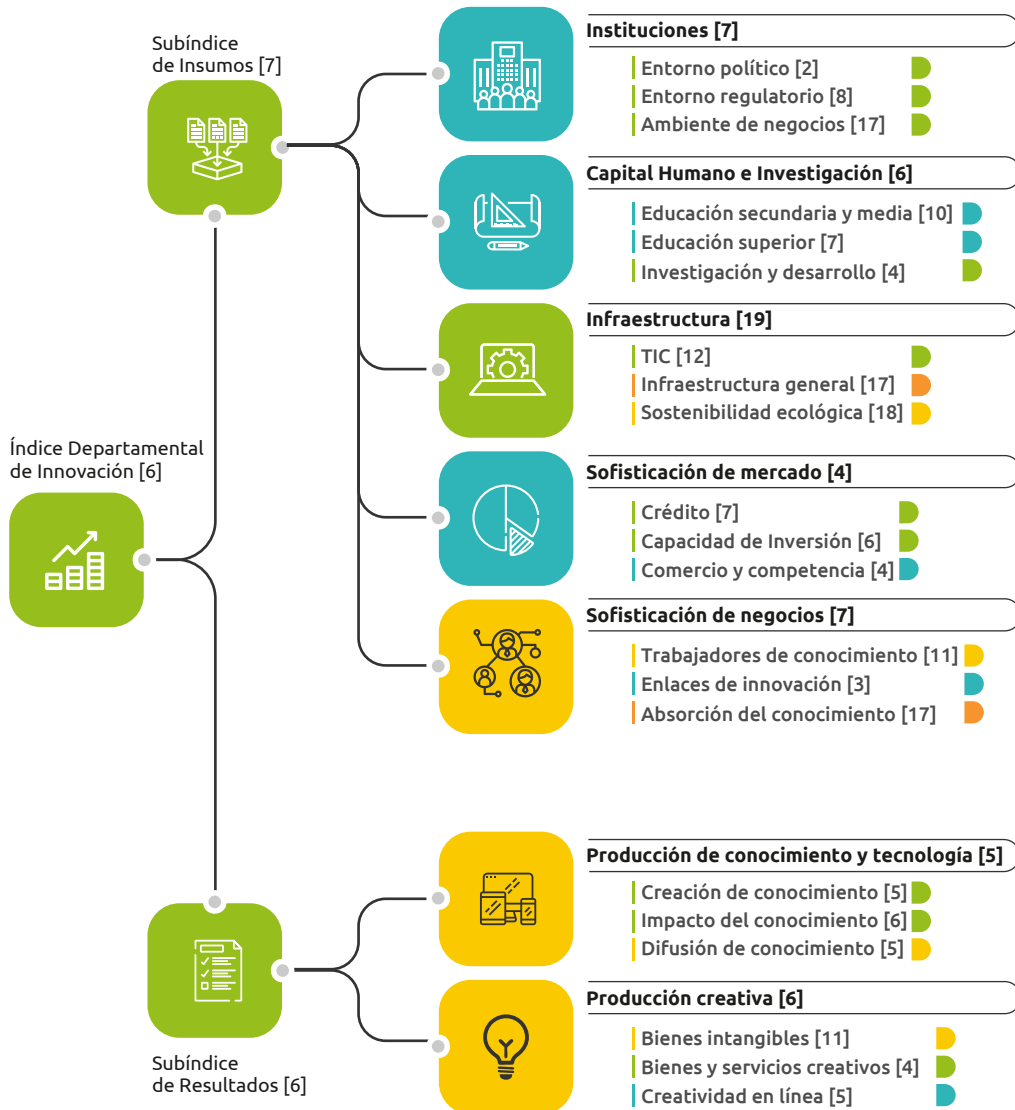 Subíndice
de Insumos [7]
Instituciones [7]
Entorno político [2]
Entorno regulatorio [8]
Ambiente de negocios [17]
Capital Humano e Investigación [6]
Educación secundaria y media [10]
Educación superior [7]
Investigación y desarrollo [4]
Infraestructura [19]
TIC [12]
Infraestructura general [17]
Sostenibilidad ecológica [18]
Índice Departamental
de Innovación [6]
Sofisticación de mercado [4]
Crédito [7]
Capacidad de Inversión [6]
Comercio y competencia [4]
Sofisticación de negocios [7]
Trabajadores de conocimiento [11]
Enlaces de innovación [3]
Absorción del conocimiento [17]
Producción de conocimiento y tecnología [5]
Creación de conocimiento [5]
Impacto del conocimiento [6]
Difusión de conocimiento [5]
Producción creativa [6]
Bienes intangibles [11]
Bienes y servicios creativos [4]
Creatividad en línea [5]
Subíndice
de Resultados [6]